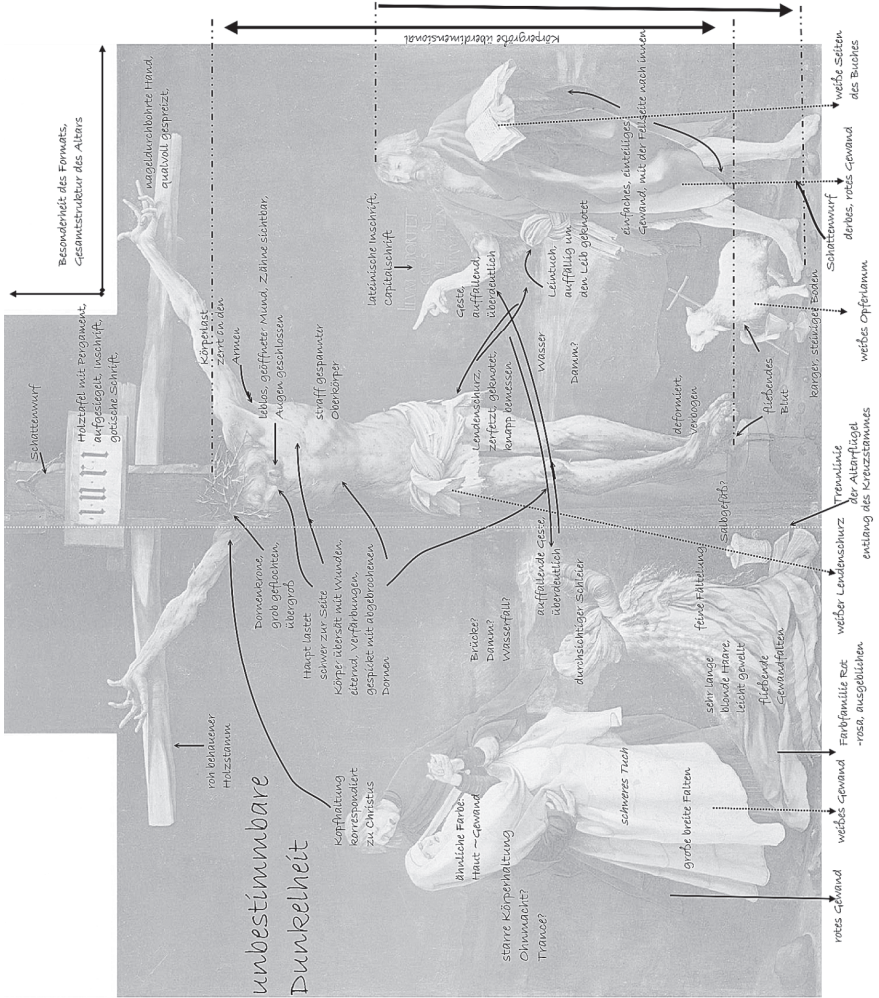 Besonderheit des Formats,
Gesamtstruktur des Altars
Schattenwurf
Holztafel mit Pergament,
aufgesiegelt, Inschrift,
gotische Schrift,
INRI
nageldurchbohrte Hand,
qualvoll gespreizt,
Körpergröße überdimensional
roh behauener
Holzstamm
Körperlast
zerrt an den
Armen
unbestimmbare
Dunkelheit
Dornenkrone,
grob geflochten,
übergroß
leblos, geöffneter Mund, Zähne sichtbar,
Augen geschlossen
Haupt lastet
schwer zur Seite
straff gespannter
Oberkörper
Körper übersät mit Wunden,
eiternd, Verfärbungen,
gespickt mit abgebrochenen
Dornen
Kopfhaltung
korrespondiert
zu Christus
lateinische Inschrift,
Capitalschrift
Geste,
auffallend,
überdeutlich
Lendenschurz,
zerfetzt, geknotet,
knapp bemessen
Leintuch,
auffällig um
den Leib geknotet
einfaches, einteiliges
Gewand, mit der Fellseite nach innen
Brücke?
Damm?
Wasserfall?
Wasser
Damm?
ähnliche Farbe:
Haut ~ Gewand
starre Körperhaltung
Ohnmacht?
Trance?
auffallende Geste,
überdeutlich
durchsichtiger Schleier
schweres Tuch
große breite Falten
sehr lange
blonde Haare,
leicht gewellt
feine Fältelung
fließende
Gewandfalten
Salbgefäß?
deformiert,
verbogen
fließendes
Blut
karger, steiniger Boden
Schattenwurf
rotes Gewand
weißes Gewand
Farbfamilie Rot
-rosa, ausgeblichen
weißer Lendenschurz
Trennlinie
der Altarflügel
entlang des Kreuzstammes
weißes Opferlamm
derbes, rotes Gewand
weiße Seiten
des Buches